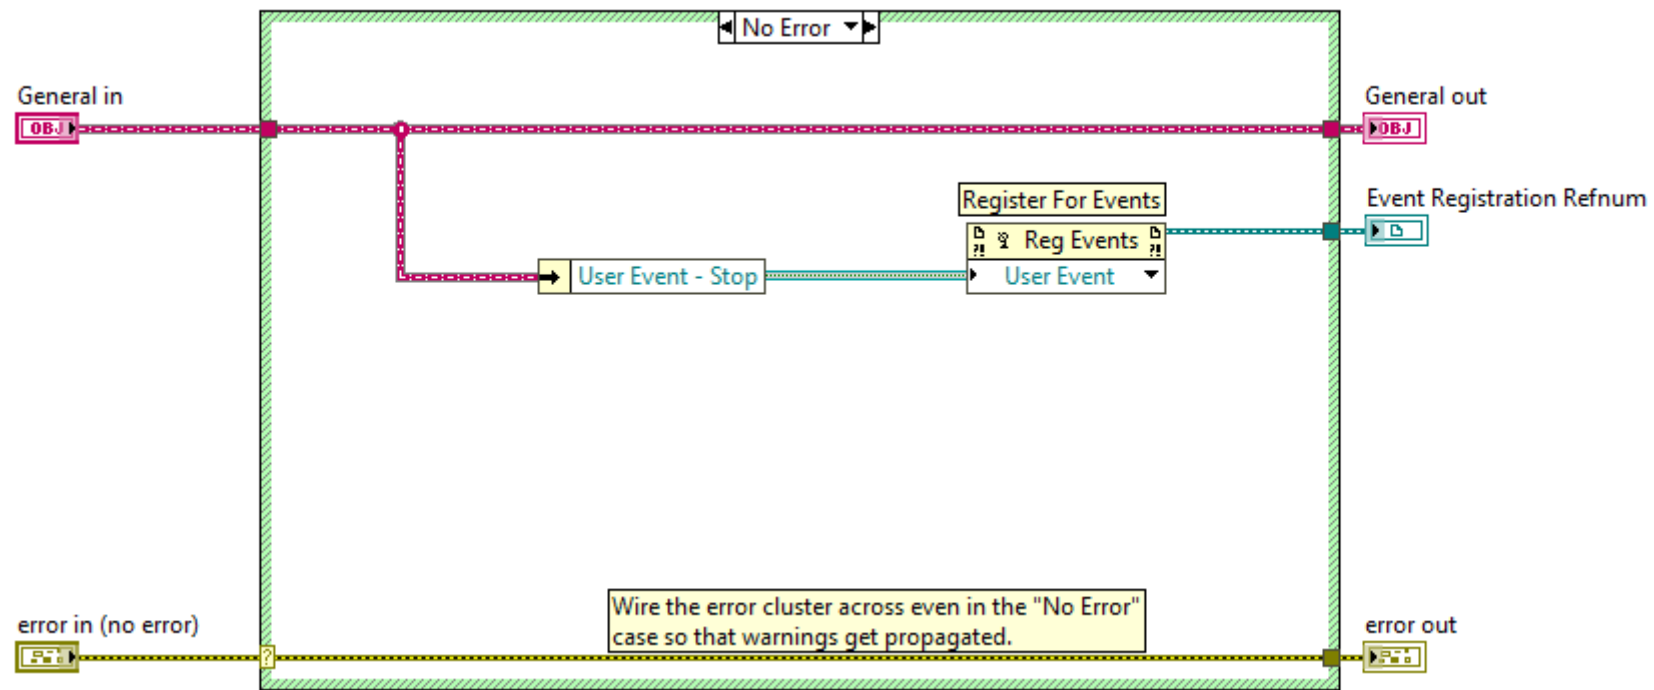 No Error
General in
OBJ
General out
OBJ
Register For Events
Event Registration Refnum
Reg Events
User Event - Stop
User Event
Wire the error cluster across even in the "No Error"
case so that warnings get propagated.
error in (no error)
?
error out